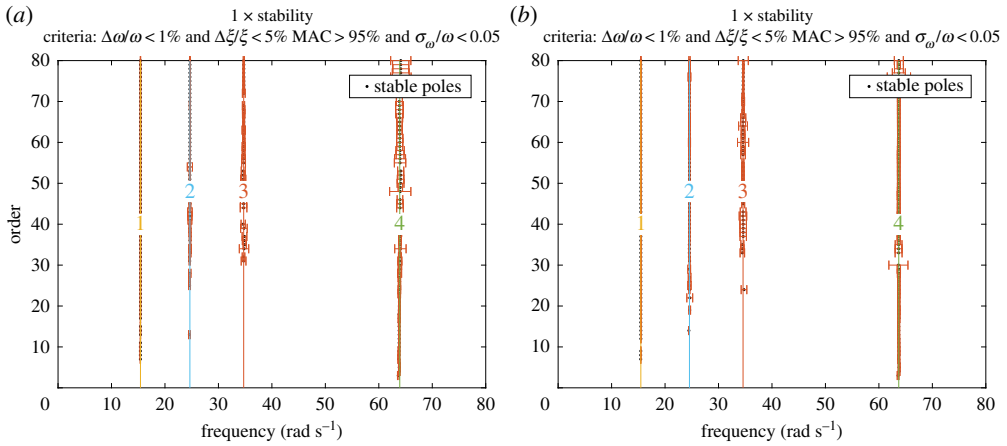 (a)
1 × stability
criteria: Δω/ω < 1% and Δξ/ξ < 5% MAC > 95% and σω/ω < 0.05
80
70
60
50
40
30
20
10
0
order
• stable poles
1
2
3
4
0 10 20 30 40 50 60 70 80
frequency (rad s⁻¹)
(b)
1 × stability
criteria: Δω/ω < 1% and Δξ/ξ < 5% MAC > 95% and σω/ω < 0.05
80
70
60
50
40
30
20
10
0
• stable poles
1
2
3
4
10 20 30 40 50 60 70 80
frequency (rad s⁻¹)